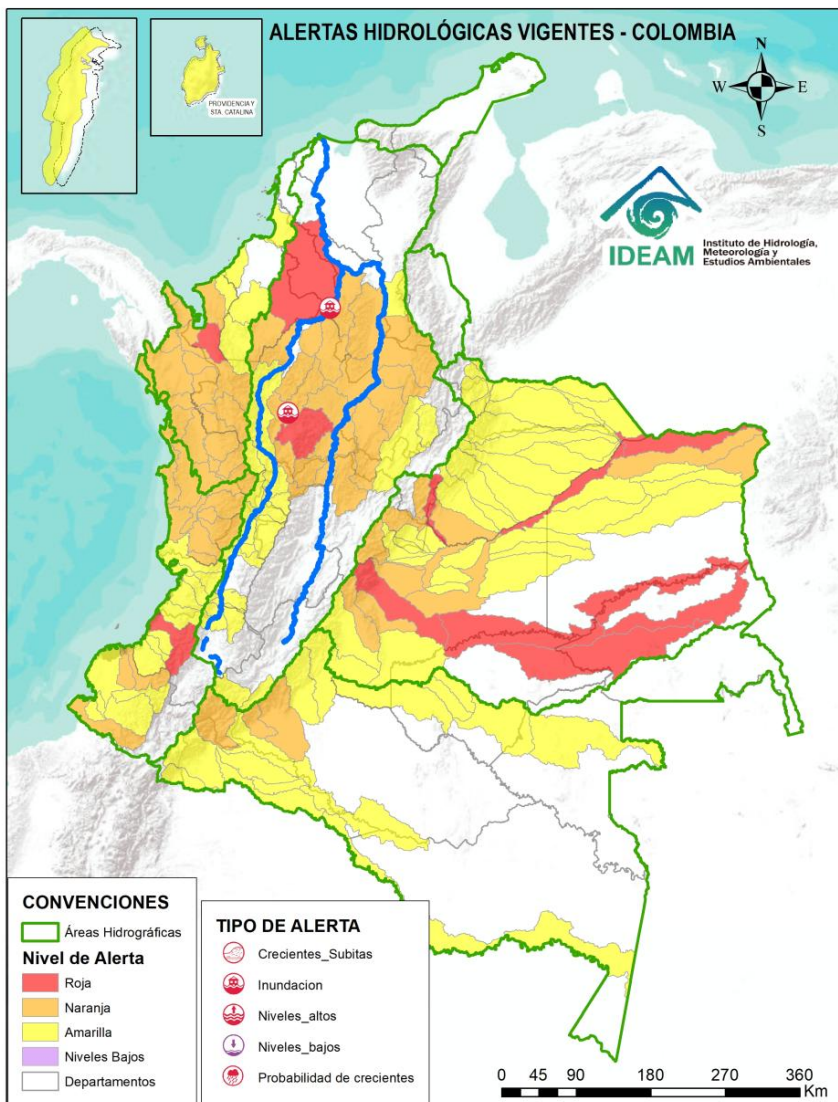 ALERTAS HIDROLÓGICAS VIGENTES - COLOMBIA
PROVIDENCIA Y
STA. CATALINA
N
W
E
S
IDEAM
Instituto de Hidrología,
Meteorología y
Estudios Ambientales
CONVENCIONES
Áreas Hidrográficas
Nivel de Alerta
Roja
Naranja
Amarilla
Niveles Bajos
Departamentos
TIPO DE ALERTA
Crecientes_Subitas
Inundacion
Niveles_altos
Niveles_bajos
Probabilidad de crecientes
0 45 90 180 270 360
Km